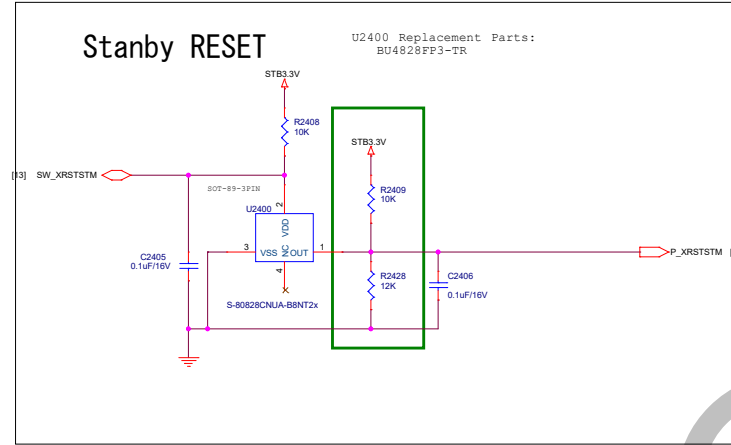 Stanby RESET
U2400 Replacement Parts:
BU4828FP3-TR
STB3.3V
R2408
10K
STB3.3V
[13] SW_XRSTSTM
SOT-89-3PIN
R2409
10K
U2400
2
VDD
3 VSS NC OUT 1
P_XRSTSTM
C2405
0.1uF/16V
4
R2428
12K
C2406
0.1uF/16V
S-80828CNUA-B8NT2x